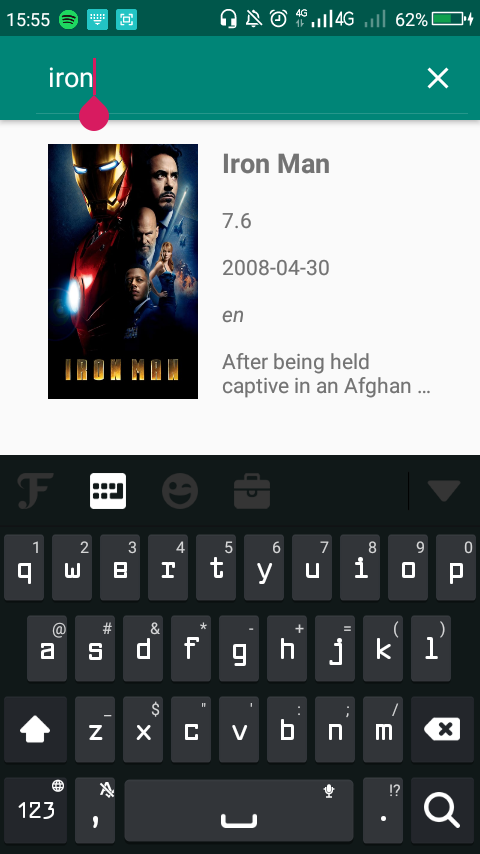 15:55 4G 4G 62%
iron
Iron Man
7.6
2008-04-30
en
After being held
captive in an Afghan ...
IRON MAN
1 2 3 4 5 6 7 8 9 0
q w e r t y u i o p
@ # & * - + = ( )
a s d f g h j k l
_ $ " ' : ; /
z x c v b n m
123 , . !?